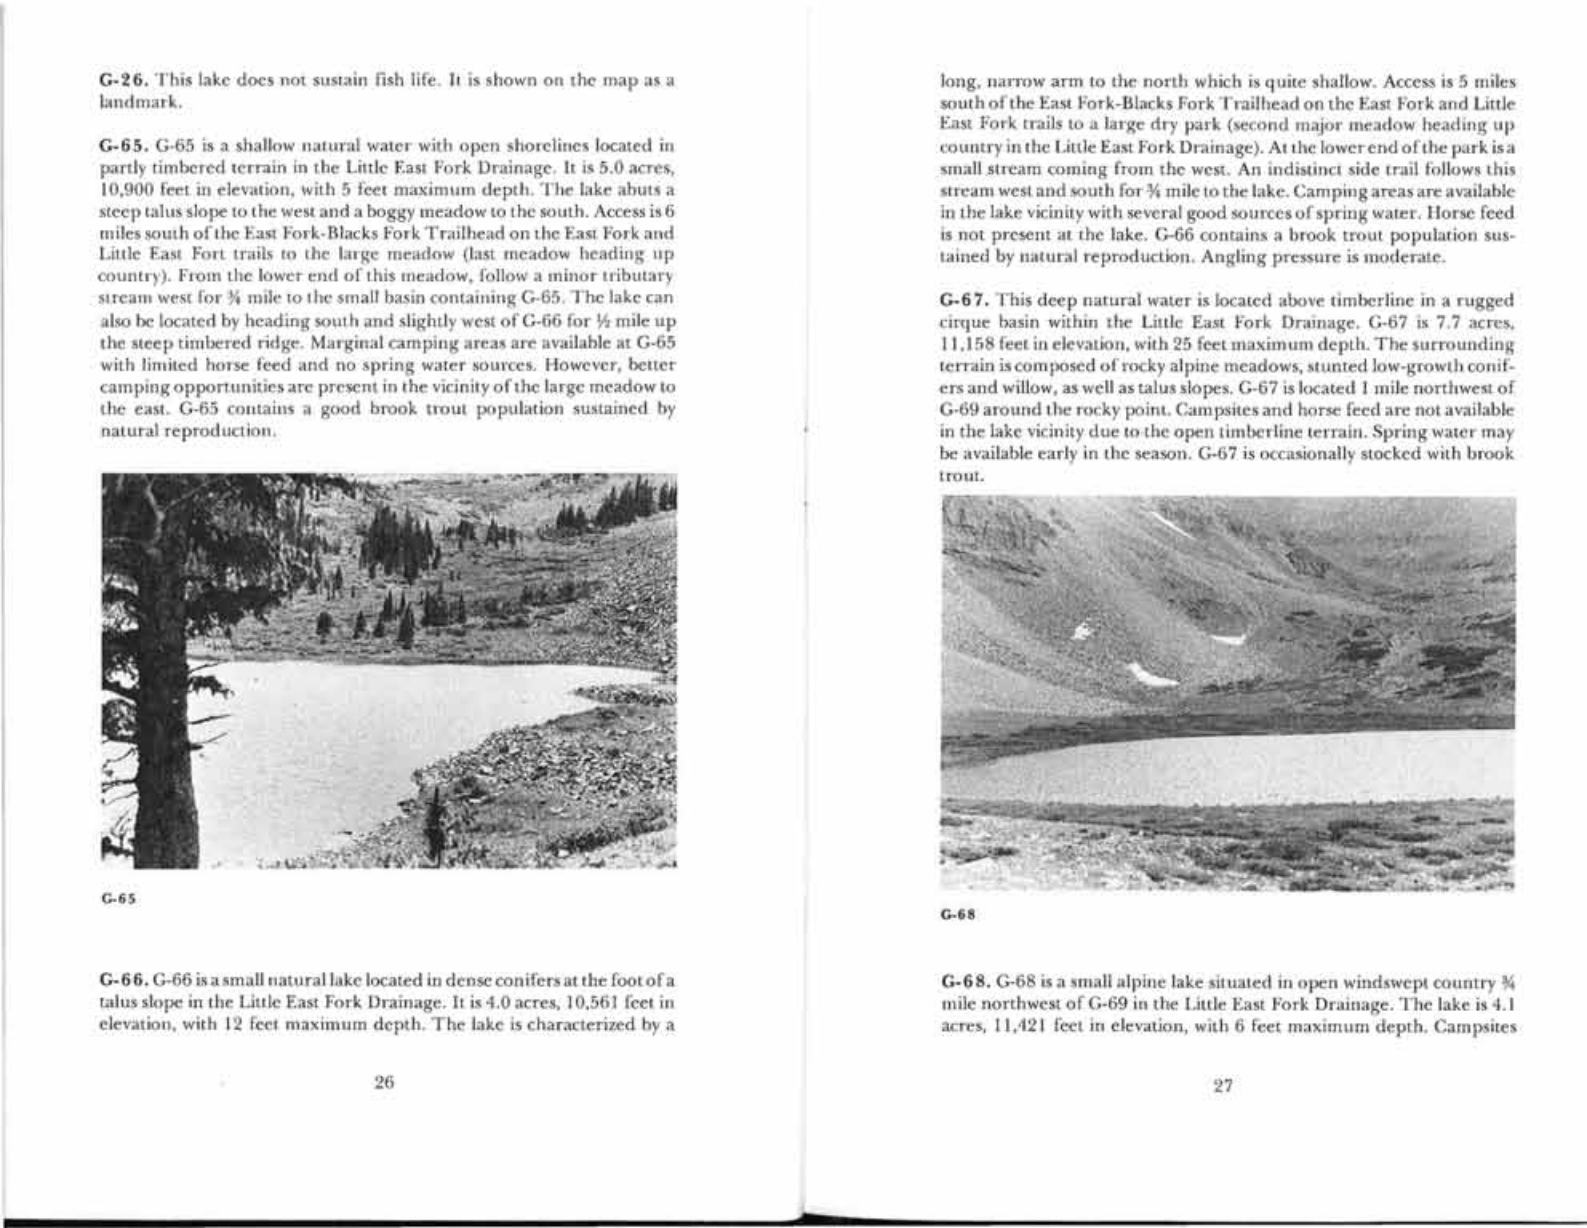 G-26. This lake does not sustain fish life. It is shown on the map as a
landmark.
G-65. G-65 is a shallow natural water with open shorelines located in
partly timbered terrain in the Little East Fork Drainage. It is 5.0 acres,
10,900 feet in elevation, with 5 feet maximum depth. The lake abuts a
steep talus slope to the west and a boggy meadow to the south. Access is 6
miles south of the East Fork-Blacks Fork Trailhead on the East Fork and
Little East Fort trails to the large meadow (last meadow heading up
country). From the lower end of this meadow, follow a minor tributary
stream west for ¾ mile to the small basin containing G-65. The lake can
also be located by heading south and slightly west of G-66 for ½ mile up
the steep timbered ridge. Marginal camping areas are available at G-65
with limited horse feed and no spring water sources. However, better
camping opportunities are present in the vicinity of the large meadow to
the east. G-65 contains a good brook trout population sustained by
natural reproduction.
G-65
G-66. G-66 is a small natural lake located in dense conifers at the foot of a
talus slope in the Little East Fork Drainage. It is 4.0 acres, 10,561 feet in
elevation, with 12 feet maximum depth. The lake is characterized by a
26
long, narrow arm to the north which is quite shallow. Access is 5 miles
south of the East Fork-Blacks Fork Trailhead on the East Fork and Little
East Fork trails to a large dry park (second major meadow heading up
country in the Little East Fork Drainage). At the lower end of the park is a
small stream coming from the west. An indistinct side trail follows this
stream west and south for ¾ mile to the lake. Camping areas are available
in the lake vicinity with several good sources of spring water. Horse feed
is not present at the lake. G-66 contains a brook trout population sus-
tained by natural reproduction. Angling pressure is moderate.
G-67. This deep natural water is located above timberline in a rugged
cirque basin within the Little East Fork Drainage. G-67 is 7.7 acres,
11,158 feet in elevation, with 25 feet maximum depth. The surrounding
terrain is composed of rocky alpine meadows, stunted low-growth conif-
ers and willow, as well as talus slopes. G-67 is located 1 mile northwest of
G-69 around the rocky point. Campsites and horse feed are not available
in the lake vicinity due to the open timberline terrain. Spring water may
be available early in the season. G-67 is occasionally stocked with brook
trout.
G-68
G-68. G-68 is a small alpine lake situated in open windswept country ¾
mile northwest of G-69 in the Little East Fork Drainage. The lake is 4.1
acres, 11,421 feet in elevation, with 6 feet maximum depth. Campsites
27